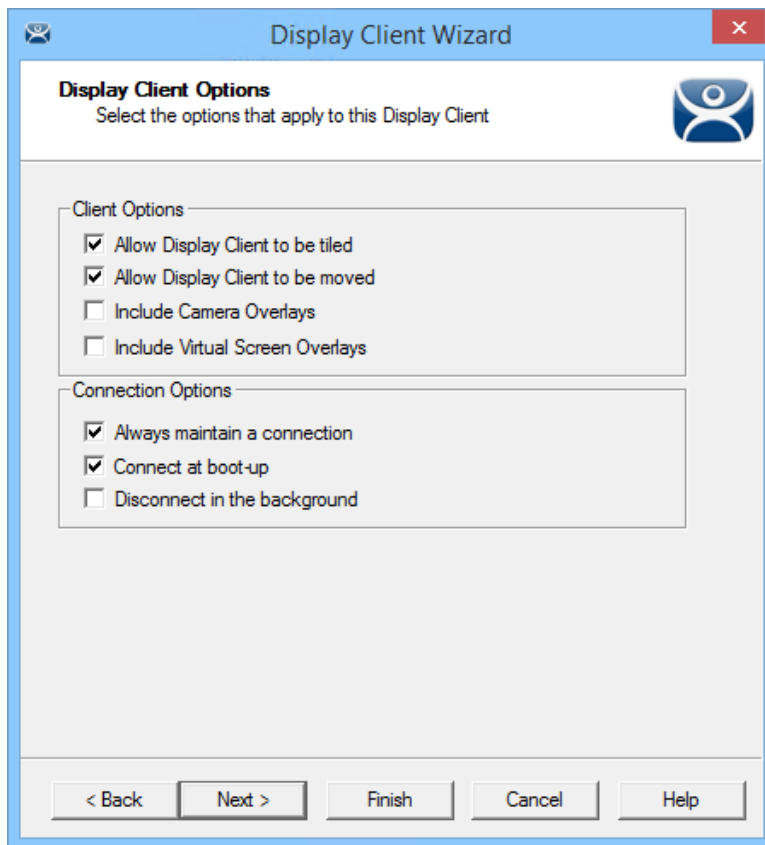 Display Client Wizard
Display Client Options
Select the options that apply to this Display Client
Client Options
Allow Display Client to be tiled
Allow Display Client to be moved
Include Camera Overlays
Include Virtual Screen Overlays
Connection Options
Always maintain a connection
Connect at boot-up
Disconnect in the background
< Back Next > Finish Cancel Help